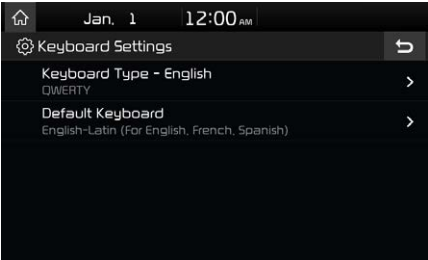 Jan. 1 12:00 AM
Keyboard Settings
Keyboard Type - English
QWERTY
Default Keyboard
English-Latin (For English, French, Spanish)